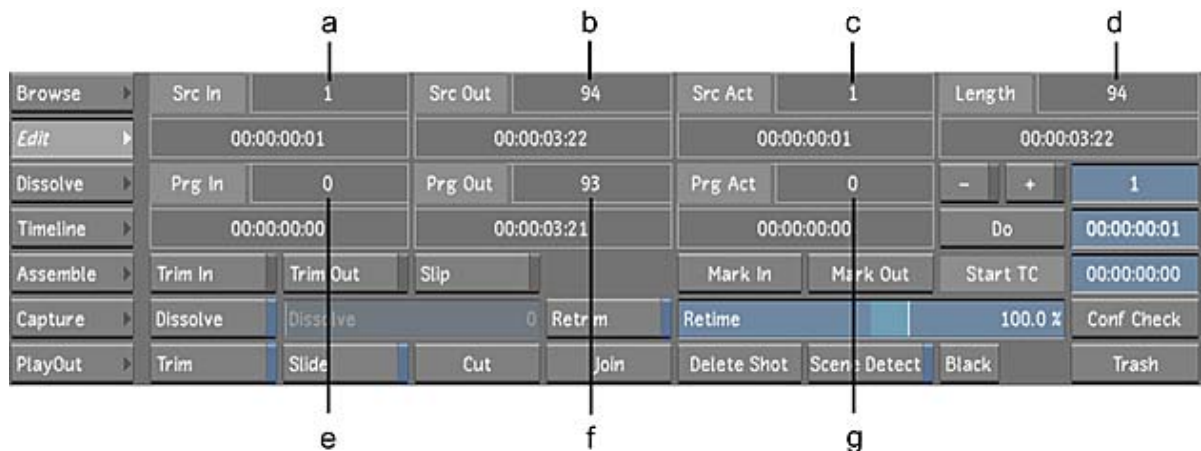 a b c d
Browse Src In 1 Src Out 94 Src Act 1 Length 94
Edit 00:00:00:01 00:00:03:22 00:00:00:01 00:00:03:22
Dissolve Prg In 0 Prg Out 93 Prg Act 0 - + 1
Timeline 00:00:00:00 00:00:03:21 00:00:00:00 Do 00:00:00:01
Assemble Trim In Trim Out Slip Mark In Mark Out Start TC 00:00:00:00
Capture Dissolve Dissolve 0 Retrim Retime 100.0 % Conf Check
PlayOut Trim Slide Cut Join Delete Shot Scene Detect Black Trash
e f g